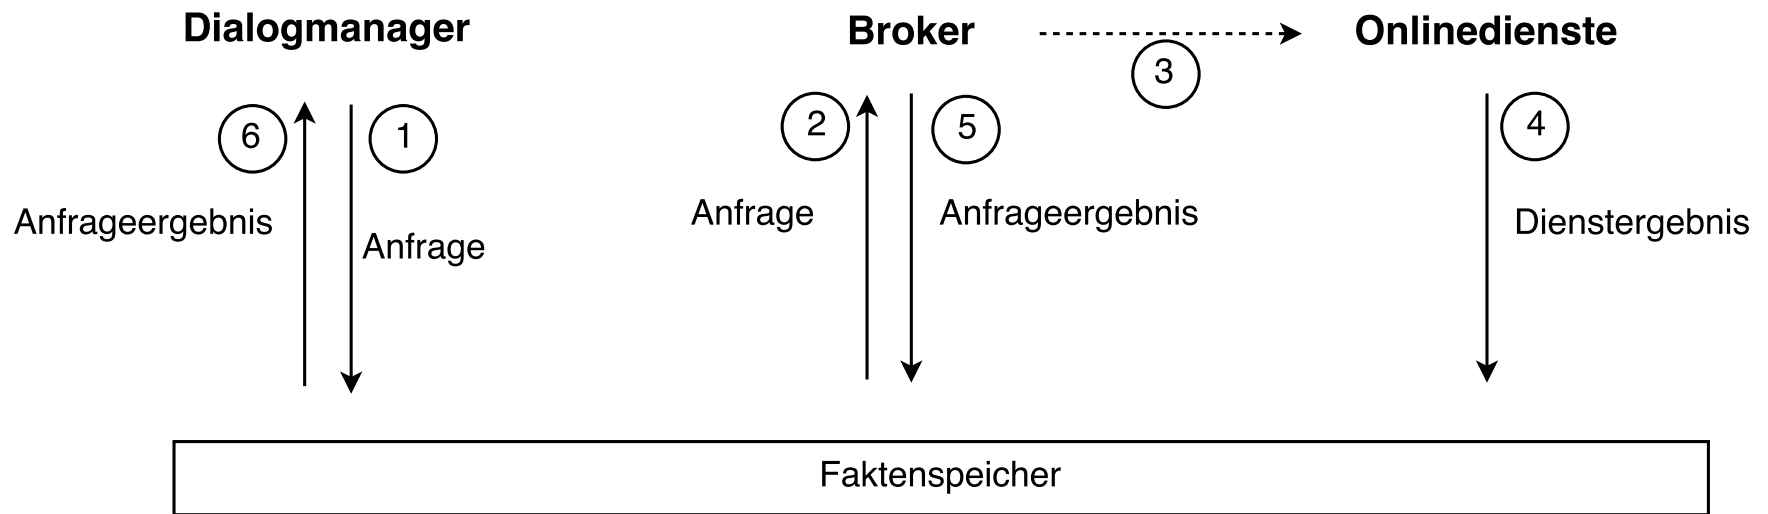 Dialogmanager
Broker
Onlinedienste
3
6
1
2
5
4
Anfrageergebnis
Anfrage
Anfrage
Anfrageergebnis
Dienstergebnis
Faktenspeicher